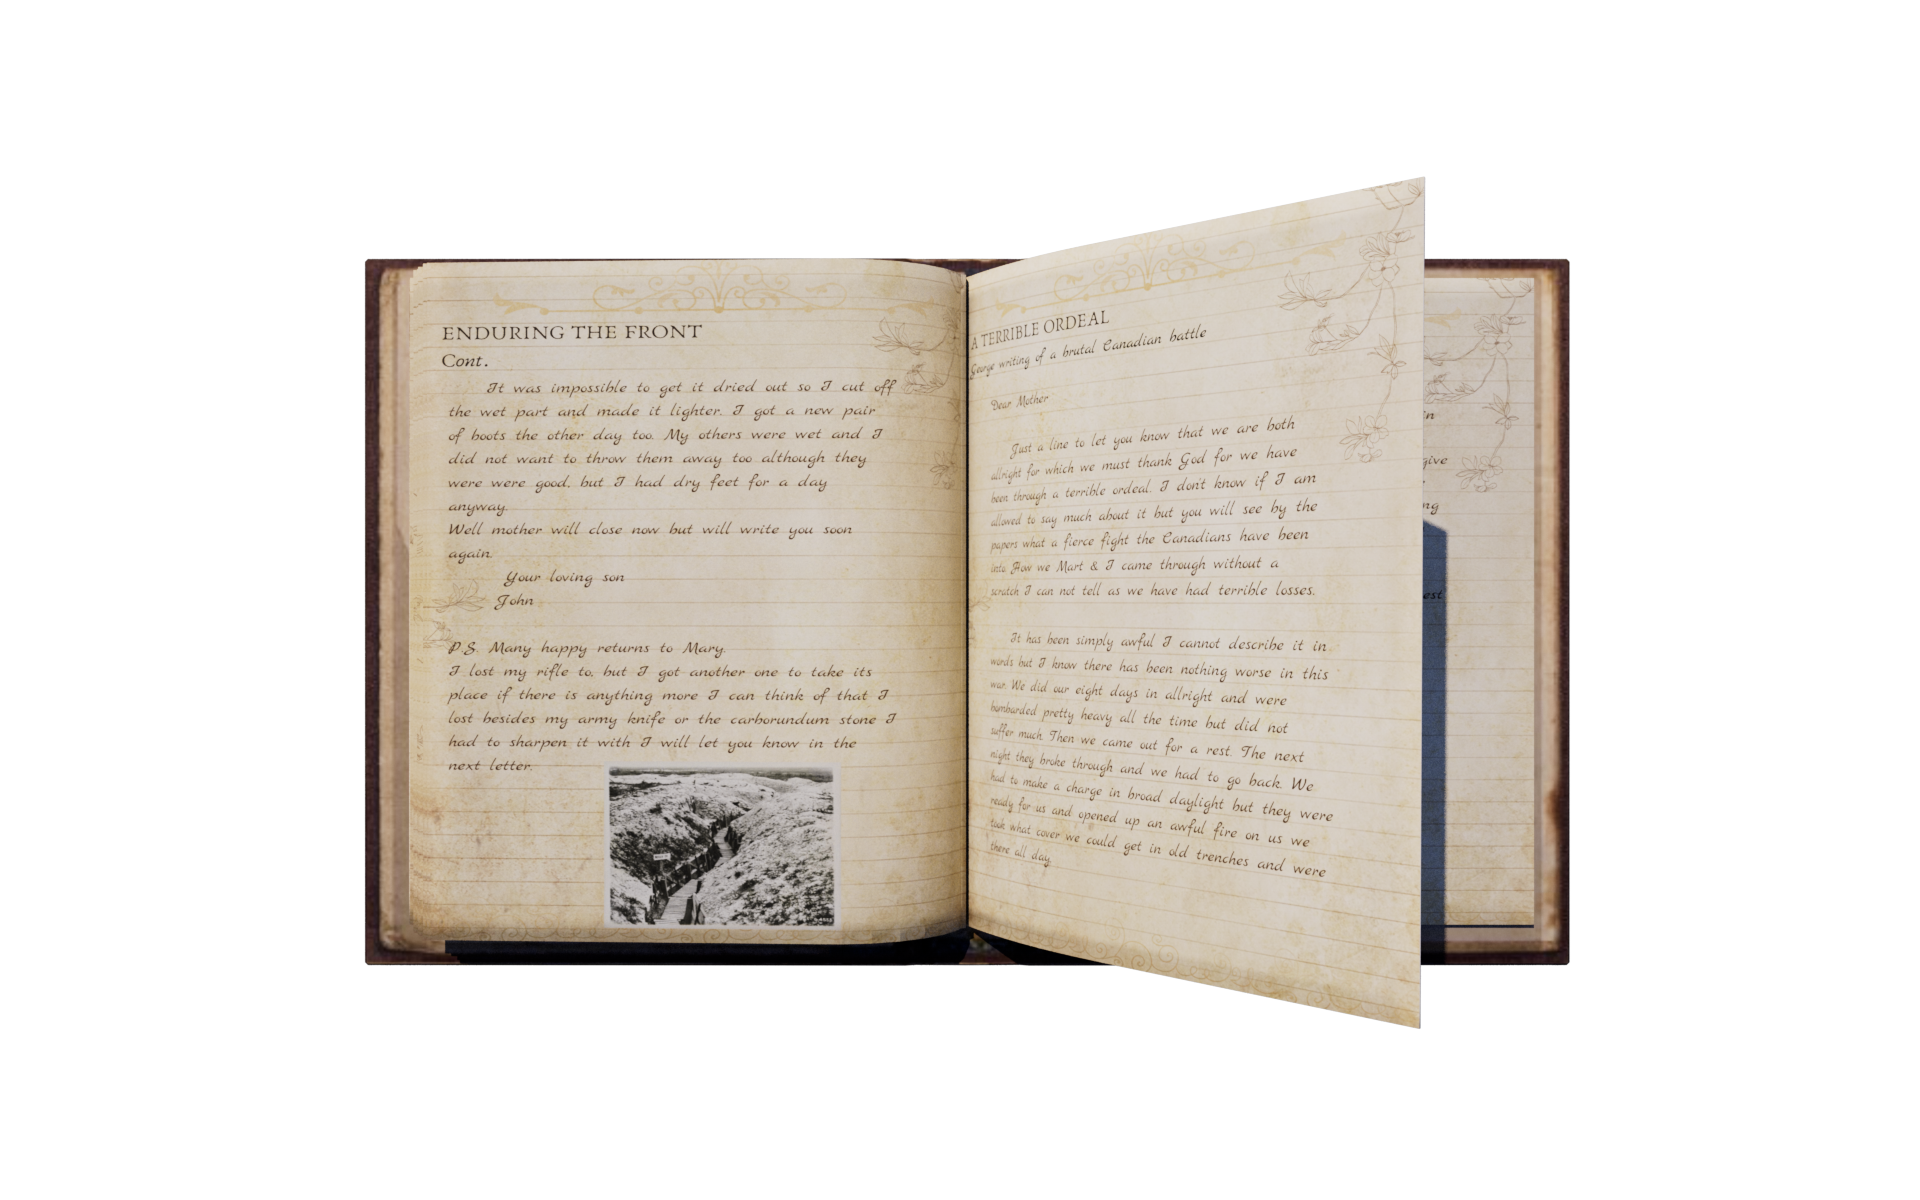 ENDURING THE FRONT
Cont.
It was impossible to get it dried out so I cut off
the wet part and made it lighter. I got a new pair
of boots the other day too. My others were wet and I
did not want to throw them away too although they
were were good, but I had dry feet for a day
anyway.
Well mother will close now but will write you soon
again.
Your loving son
John
P.S. Many happy returns to Mary.
I lost my rifle to, but I got another one to take its
place if there is anything more I can think of that I
lost besides my army knife or the carborundum stone I
had to sharpen it with I will let you know in the
next letter.
A TERRIBLE ORDEAL
George writing of a brutal Canadian battle
Dear Mother
Just a line to let you know that we are both
allright for which we must thank God for we have
been through a terrible ordeal. I don't know if I am
allowed to say much about it but you will see by the
papers what a fierce fight the Canadians have been
into. How we Mart & I came through without a
scratch I can not tell as we have had terrible losses.
It has been simply awful I cannot describe it in
words but I know there has been nothing worse in this
war. We did our eight days in allright and were
bombarded pretty heavy all the time but did not
suffer much. Then we came out for a rest. The next
night they broke through and we had to go back. We
had to make a charge in broad daylight but they were
ready for us and opened up an awful fire on us we
took what cover we could get in old trenches and were
there all day.